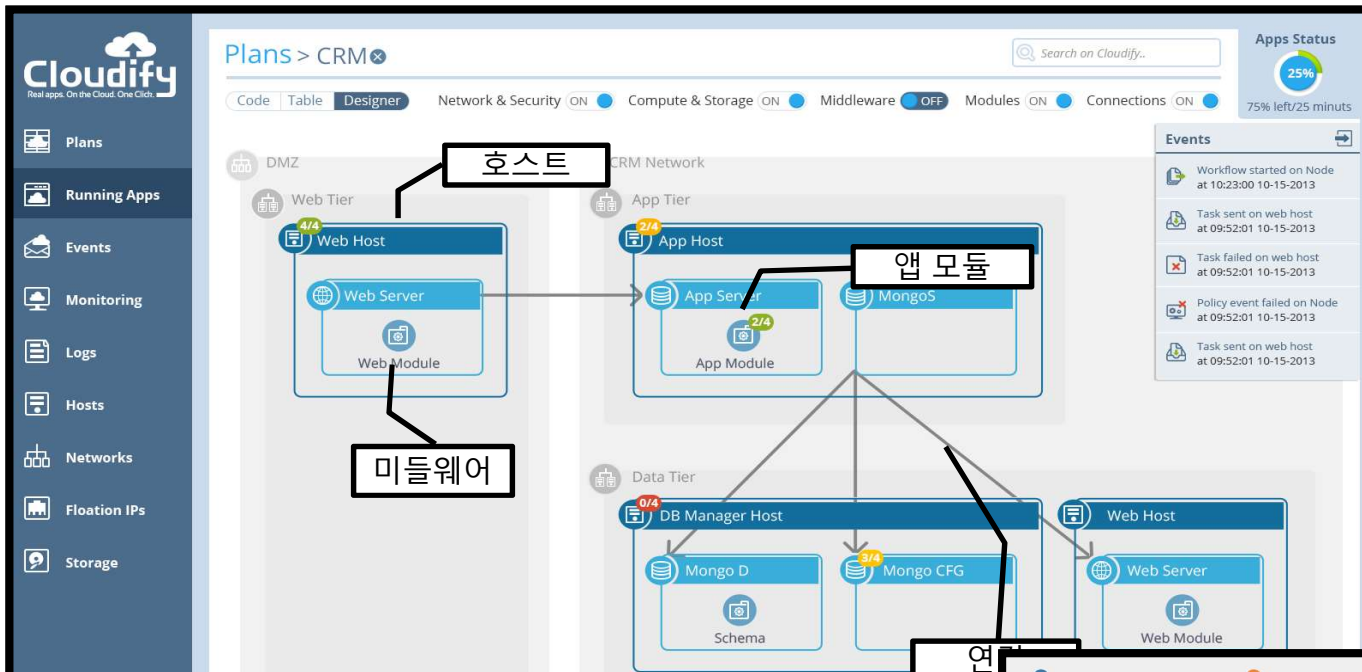 Cloudify
Real apps. On the Cloud. One Click.
Plans
Running Apps
Events
Monitoring
Logs
Hosts
Networks
Floation IPs
Storage
Plans > CRM
Search on Cloudify..
Code Table Designer
Network & Security ON
Compute & Storage ON
Middleware OFF
Modules ON
Connections ON
Apps Status
25%
75% left/25 minuts
Events
Workflow started on Node
at 10:23:00 10-15-2013
Task sent on web host
at 09:52:01 10-15-2013
Task failed on web host
at 09:52:01 10-15-2013
Policy event failed on Node
at 09:52:01 10-15-2013
Task sent on web host
at 09:52:01 10-15-2013
DMZ
호스트
CRM Network
Web Tier
App Tier
4/4
Web Host
2/4
App Host
앱 모듈
Web Server
App Server
MongoS
2/4
Web Module
App Module
미들웨어
Data Tier
0/4
DB Manager Host
Web Host
Mongo D
3/4
Mongo CFG
Web Server
Schema
Web Module